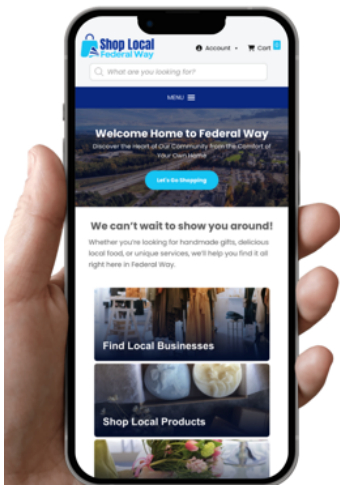 Shop Local
Federal Way
Account
Cart
0
What are you looking for?
MENU
Welcome Home to Federal Way
Discover the Heart of Our Community from the Comfort of
Your Own Home
Let's Go Shopping
We can't wait to show you around!
Whether you're looking for handmade gifts, delicious
local food, or unique services, we'll help you find it all
right here in Federal Way.
Find Local Businesses
Shop Local Products